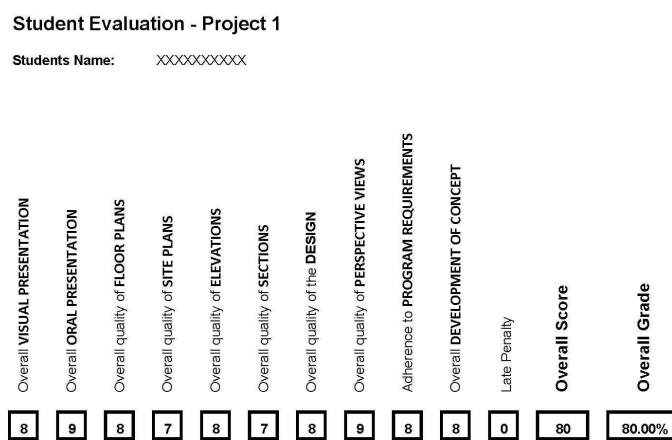 Student Evaluation - Project 1
Students Name: XXXXXXXXXX
Overall VISUAL PRESENTATION
Overall ORAL PRESENTATION
Overall quality of FLOOR PLANS
Overall quality of SITE PLANS
Overall quality of ELEVATIONS
Overall quality of SECTIONS
Overall quality of the DESIGN
Overall quality of PERSPECTIVE VIEWS
Adherence to PROGRAM REQUIREMENTS
Overall DEVELOPMENT OF CONCEPT
Late Penalty
Overall Score
Overall Grade
8 9 8 7 8 7 8 9 8 8 0 80 80.00%